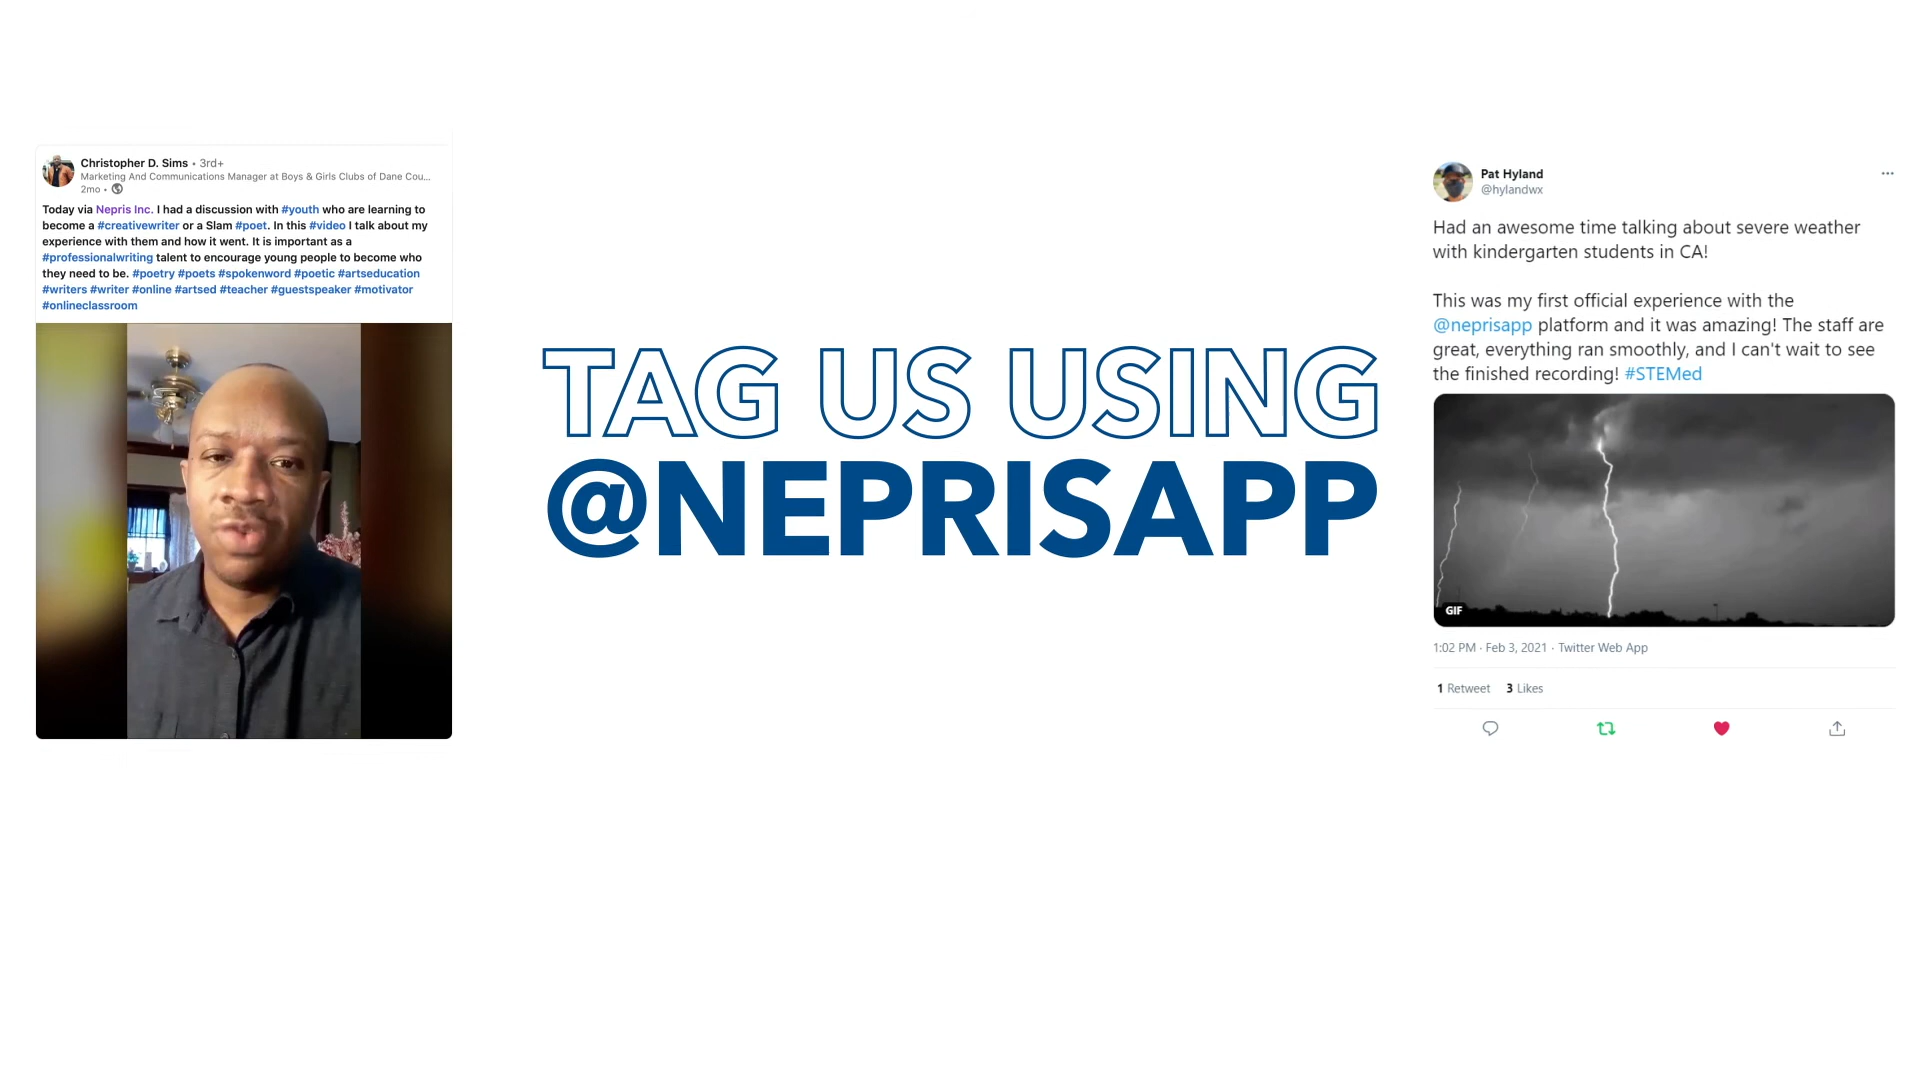 Christopher D. Sims • 3rd+
Marketing And Communications Manager at Boys & Girls Clubs of Dane Cou...
2mo •
Today via Nepris Inc. I had a discussion with #youth who are learning to
become a #creativewriter or a Slam #poet. In this #video I talk about my
experience with them and how it went. It is important as a
#professionalwriting talent to encourage young people to become who
they need to be. #poetry #poets #spokenword #poetic #artseducation
#writers #writer #online #artsed #teacher #guestspeaker #motivator
#onlineclassroom
TAG US USING
@NEPRISAPP
Pat Hyland
@hylandwx
Had an awesome time talking about severe weather
with kindergarten students in CA!
This was my first official experience with the
@neprisapp platform and it was amazing! The staff are
great, everything ran smoothly, and I can't wait to see
the finished recording! #STEMed
GIF
1:02 PM · Feb 3, 2021 · Twitter Web App
1 Retweet 3 Likes